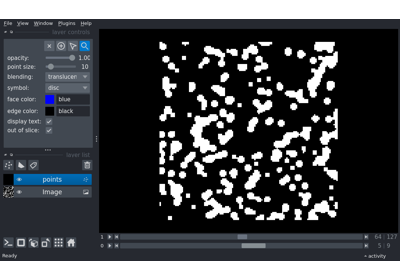 File View Window Plugins Help
layer controls
opacity: 1.00
point size: 10
blending: translucen
symbol: disc
face color: blue
edge color: black
display text:
out of slice:
layer list
points
Image
1 64 127
0 5 9
Ready activity